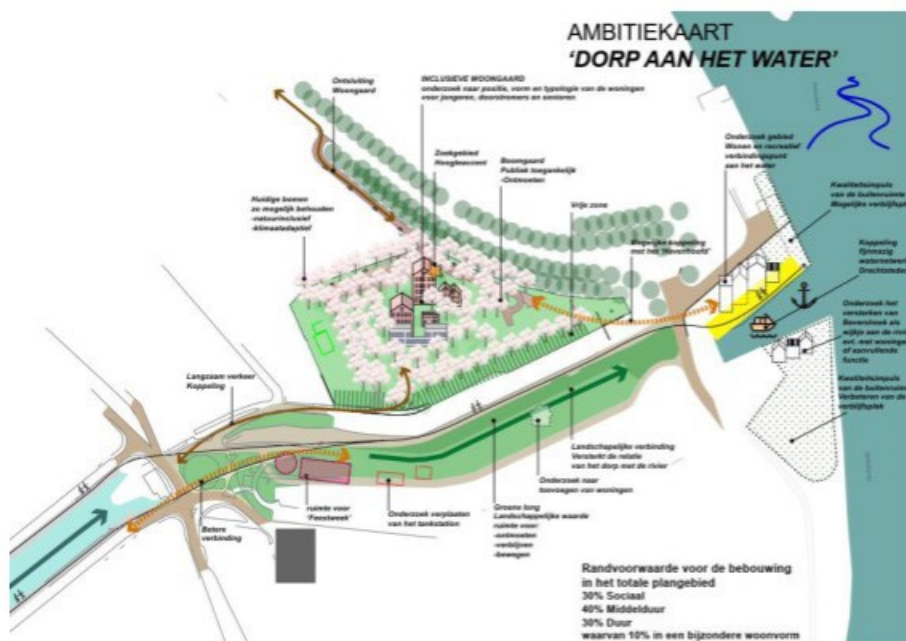 AMBITIEKAART
'DORP AAN HET WATER'
Ontsluiting
Woongaard
INCLUSIEVE WOONGAARD
onderzoek naar positie, vorm en typologie van de woningen
voor jongeren, doorstromers en senioren
Zoekgebied
Hoogteaccent
Boomgaard
Publiek toegankelijk
-Ontmoeten
Onderzoek gebied
Wonen en recreatief
verbindingspunt
aan het water
Huidige bomen
zo mogelijk behouden
-natuurinclusief
-klimaatadaptief
Vrije zone
Mogelijke koppeling
met het
Kwaliteitsimpuls
van de buitenruimte
Mogelijke verblijfsplek
Koppeling
fijnmazig
waternetwerk
Drechtsteden
Onderzoek het
versterken van
als
wijkje aan de
evt. met woningen
of aanvullende
functie
Kwaliteitsimpuls
van de buitenruimte
Verbeteren van de
verblijfsplek
Langzaam verkeer
Koppeling
Landschappelijke verbinding
Versterkt de relatie
van het dorp met de rivier
Onderzoek naar
toevoegen van woningen
Betere
verbinding
ruimte voor
'Feestweek'
Onderzoek verplaatsen
van het tankstation
Groene long
Landschappelijke waarde
ruimte voor:
-ontmoeten
-verblijven
-bewegen
Randvoorwaarde voor de bebouwing
in het totale plangebied
30% Sociaal
40% Middelduur
30% Duur
waarvan 10% in een bijzondere woonvorm